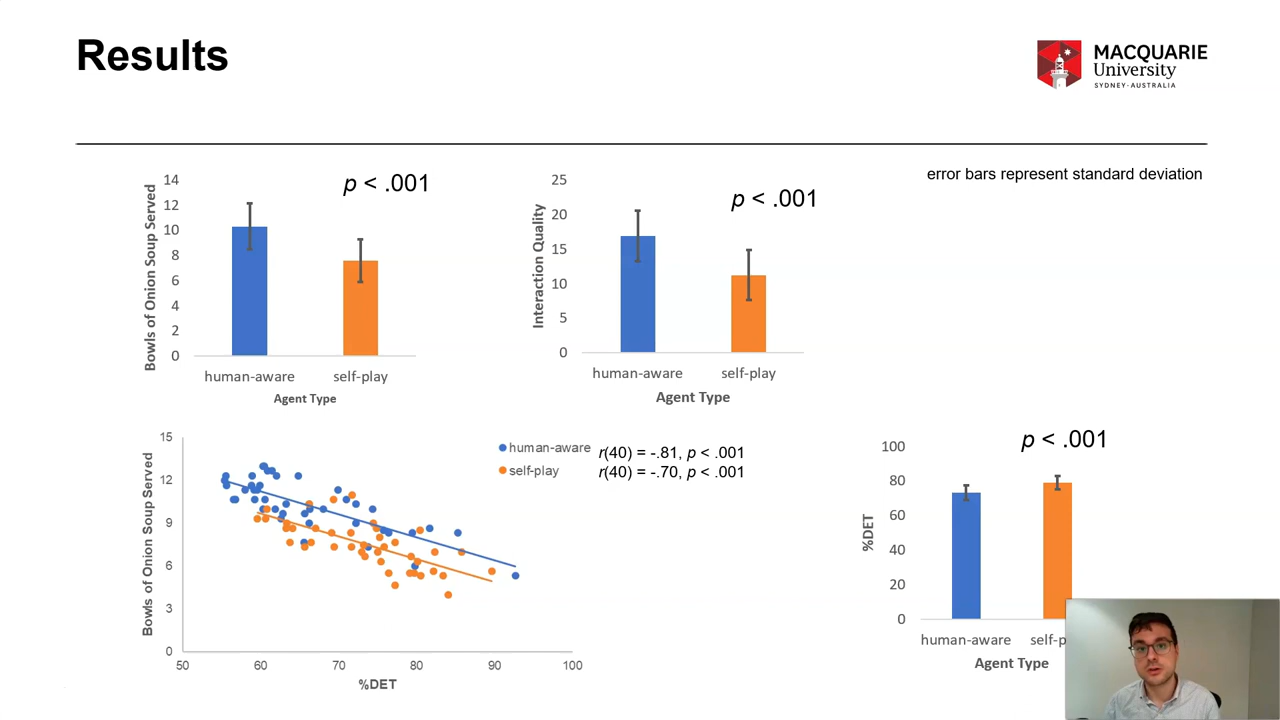 Results
MACQUARIE
University
SYDNEY·AUSTRALIA
error bars represent standard deviation
p < .001
Bowls of Onion Soup Served
14
12
10
8
6
4
2
0
human-aware
self-play
Agent Type
p < .001
Interaction Quality
25
20
15
10
5
0
human-aware
self-play
Agent Type
Bowls of Onion Soup Served
15
12
9
6
3
0
50
60
70
80
90
100
%DET
human-aware r(40) = -.81, p < .001
self-play r(40) = -.70, p < .001
p < .001
%DET
100
80
60
40
20
0
human-aware
self-p
Agent Type